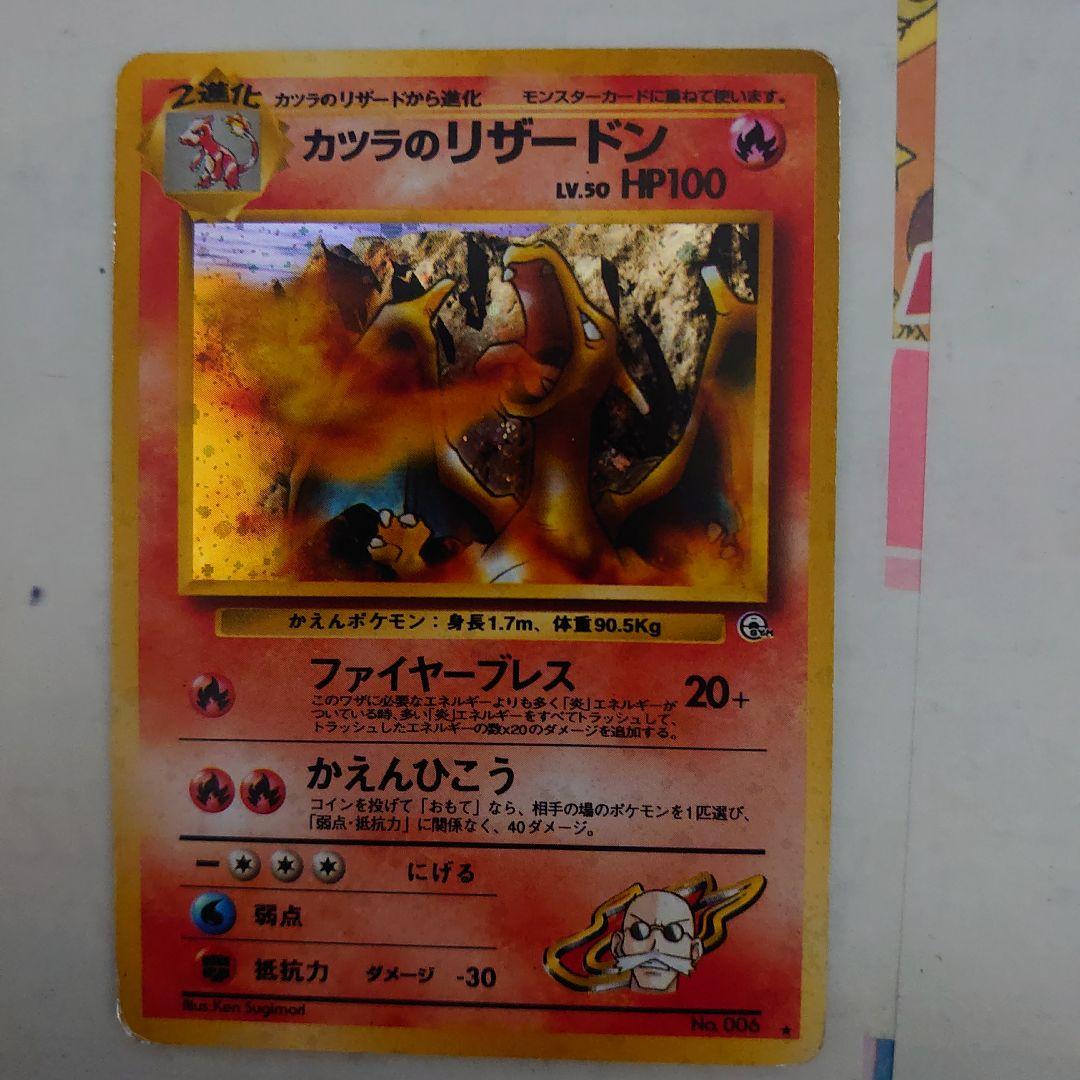 2進化 カツラのリザードから進化 モンスターカードに重ねて使います。
カツラのリザードン
LV.50 HP100
かえんポケモン：身長1.7m、体重90.5Kg
GYM
ファイヤーブレス 20+
このワザに必要なエネルギーよりも多く「炎」エネルギーが
ついている時、多い「炎」エネルギーをすべてトラッシュして、
トラッシュしたエネルギーの数x20のダメージを追加する。
かえんひこう
コインを投げて「おもて」なら、相手の場のポケモンを1匹選び、
「弱点・抵抗力」に関係なく、40ダメージ。
にげる
弱点
抵抗力 ダメージ -30
Illus.Ken Sugimori
No. 006 ★